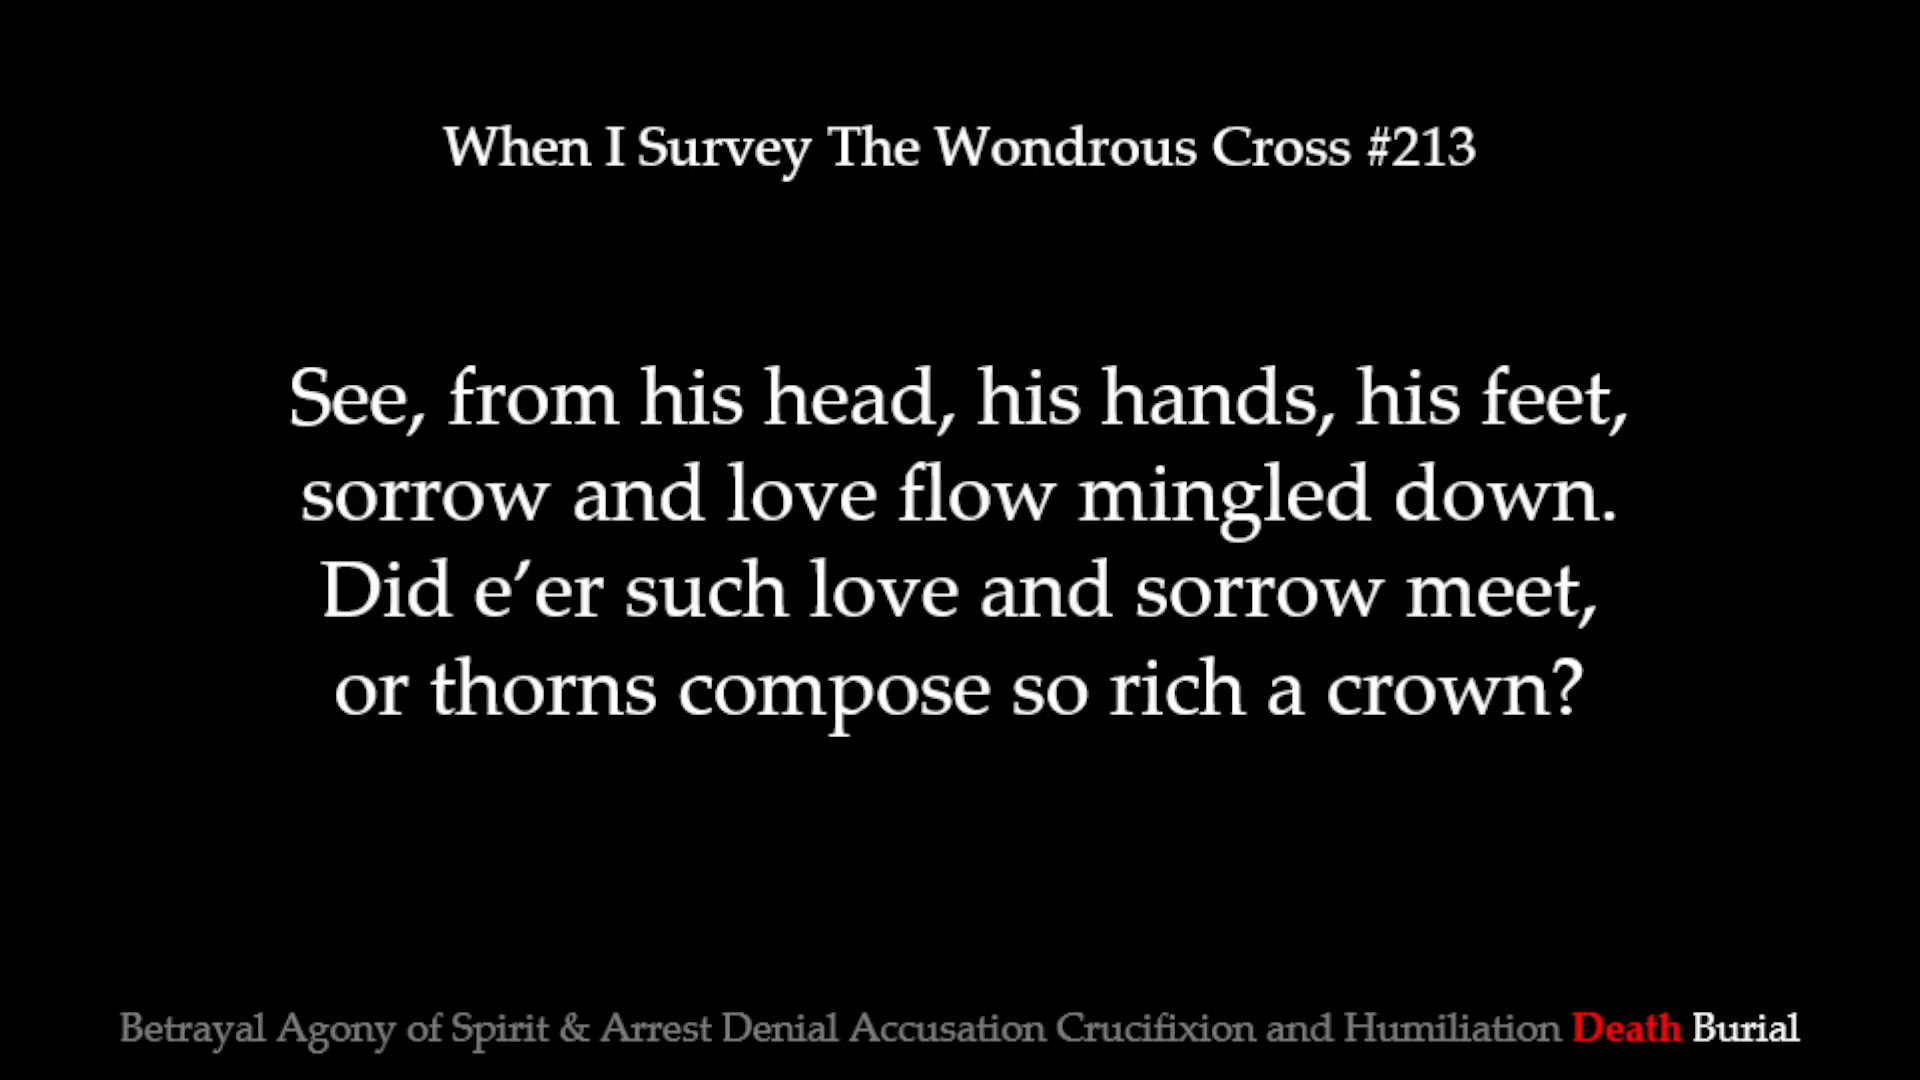 When I Survey The Wondrous Cross #213
See, from his head, his hands, his feet,
sorrow and love flow mingled down.
Did e’er such love and sorrow meet,
or thorns compose so rich a crown?
Betrayal Agony of Spirit & Arrest Denial Accusation Crucifixion and Humiliation Death Burial